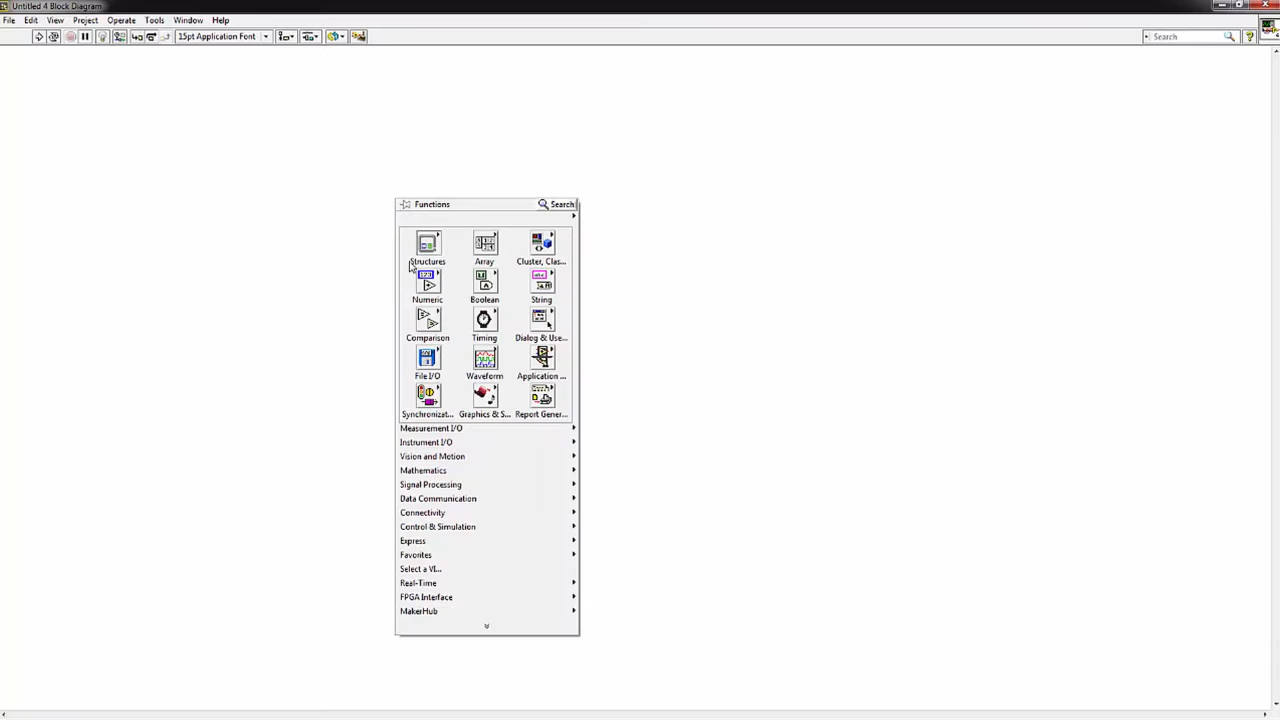 Untitled 4 Block Diagram
File Edit View Project Operate Tools Window Help
15pt Application Font
Search
Functions Search
Structures Array Cluster, Clas...
Numeric Boolean String
Comparison Timing Dialog & Use...
File I/O Waveform Application ...
Synchronizat... Graphics & S... Report Gener...
Measurement I/O
Instrument I/O
Vision and Motion
Mathematics
Signal Processing
Data Communication
Connectivity
Control & Simulation
Express
Favorites
Select a VI...
Real-Time
FPGA Interface
MakerHub